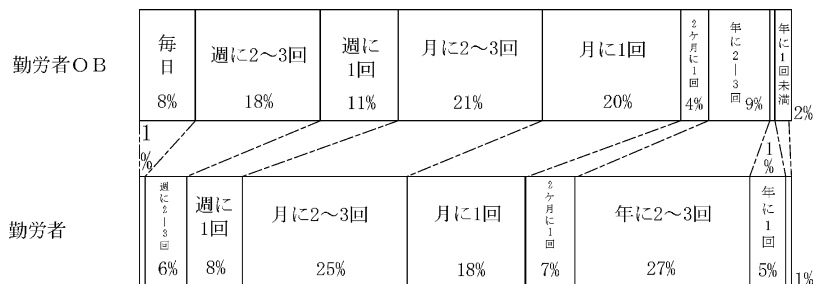 勤労者OB
毎日
8%
週に2～3回
18%
週に1回
11%
月に2～3回
21%
月に1回
20%
2ケ月に1回
4%
年に2―3回
9%
年に1回未満
2%
1%
1%
勤労者
週に2―3回
6%
週に1回
8%
月に2～3回
25%
月に1回
18%
2ケ月に1回
7%
年に2～3回
27%
年に1回
5%
1%